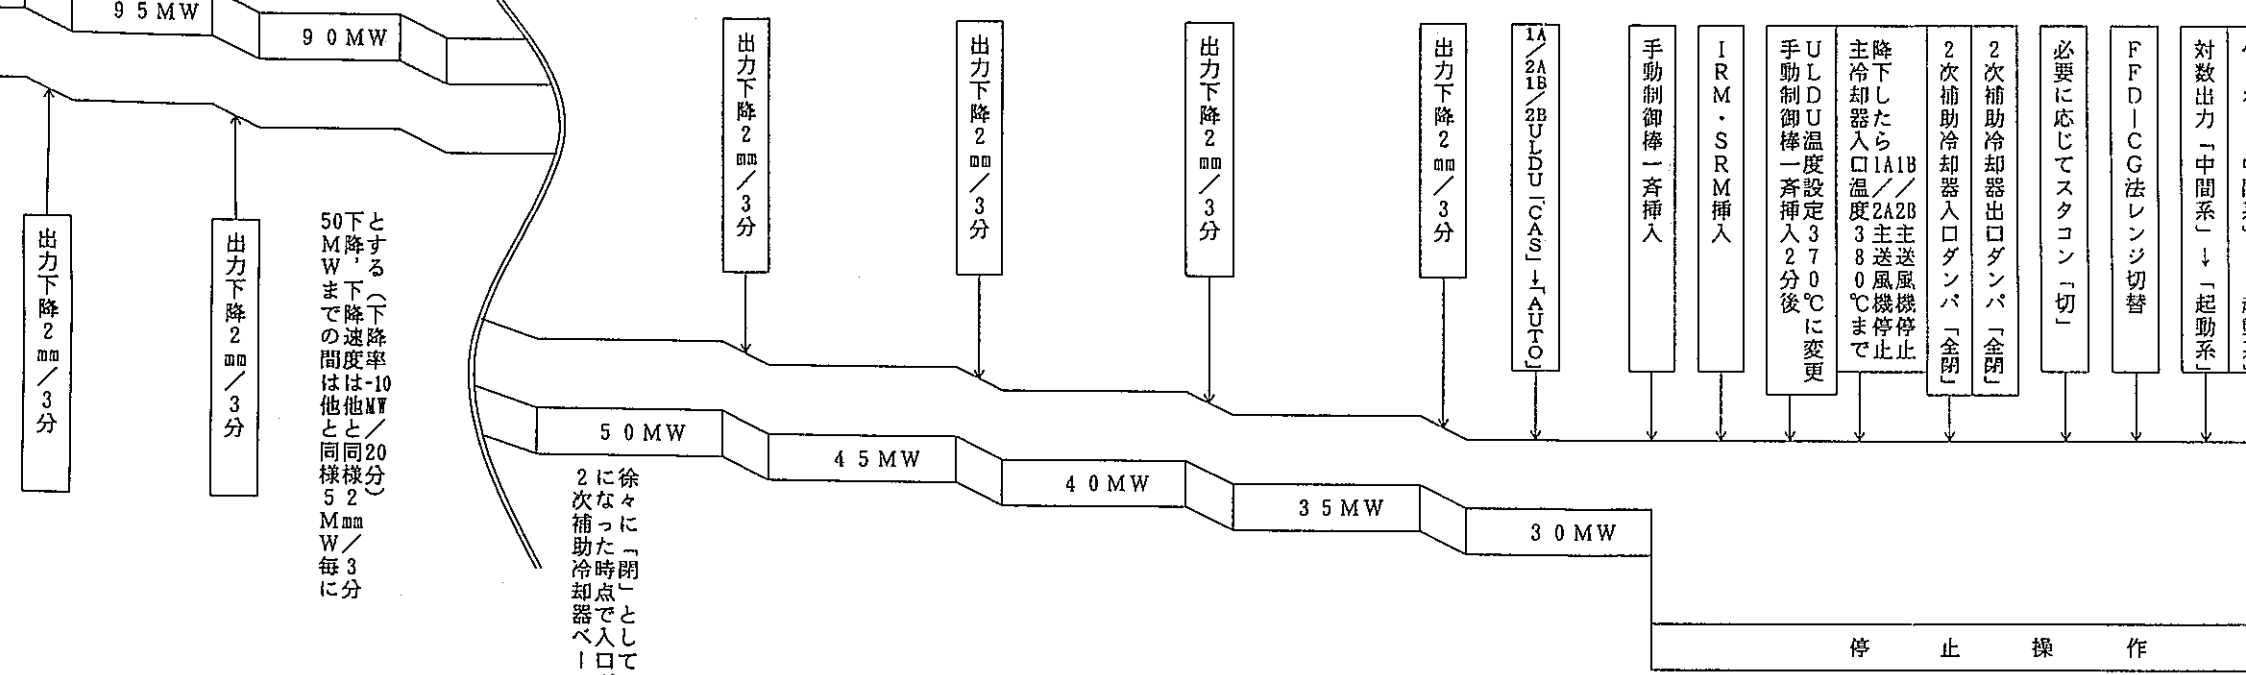 95MW
90MW
出力下降2㎜/3分
出力下降2㎜/3分
50MWまでの間は他と同様5MW毎に
下降,下降速度は他と同様2㎜/3分
とする(下降率-10MW/20分)
出力下降2㎜/3分
出力下降2㎜/3分
出力下降2㎜/3分
出力下降2㎜/3分
50MW
45MW
40MW
35MW
30MW
2次補助冷却器ベー
になった時点で入口
徐々に「閉」として
1A/2A1B/2BULDU「CAS」→「AUTO」
手動制御棒一斉挿入
IRM・SRM挿入
手動制御棒一斉挿入2分後
ULDU温度設定370℃に変更
主冷却器入口温度380℃まで
降下したら1A/2A主送風機停止
1B/2B主送風機停止
2次補助冷却器入口ダンパ「全閉」
2次補助冷却器出口ダンパ「全閉」
必要に応じてスタコン「切」
FFD-CG法レンジ切替
対数出力「中間系」→「起動系」
停止操作